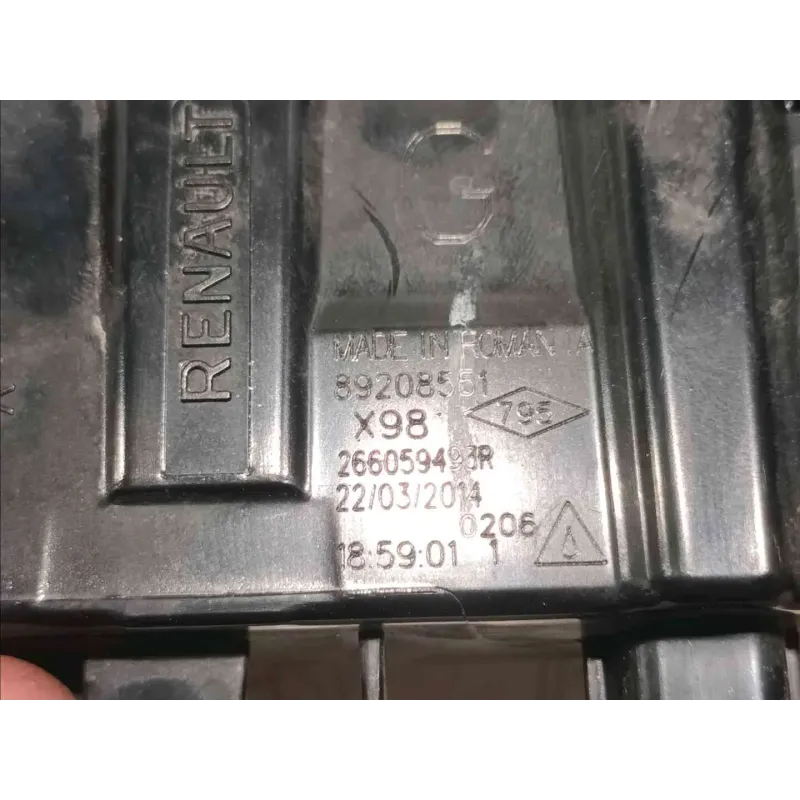 RENAULT
G
MADE IN ROMANIA
89208551
X98
795
266059493R
22/03/2014
0206
18:59:01 1